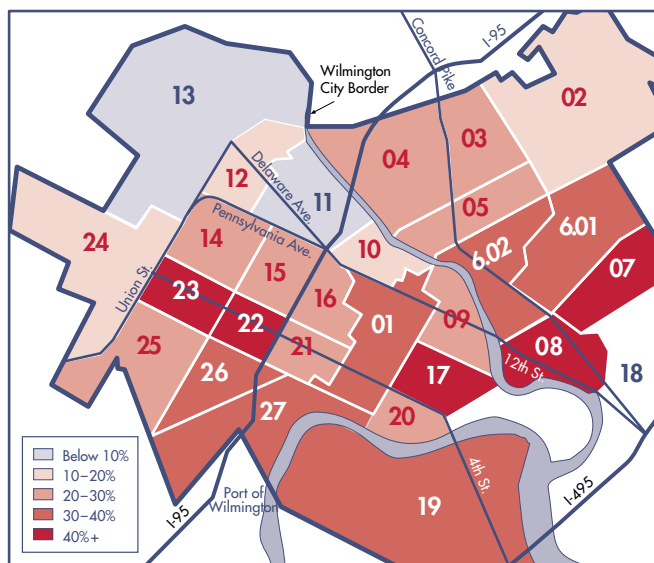 Concord Pike
I-95
02
13
Wilmington
City Border
03
04
12
Delaware Ave.
11
05
6.01
Pennsylvania Ave.
24
14
10
6.02
07
15
Union St.
23
16
01
09
22
08
18
25
21
12th St.
26
17
27
20
Below 10%
10–20%
20–30%
30–40%
40%+
I-95
Port of
Wilmington
19
4th St.
I-495